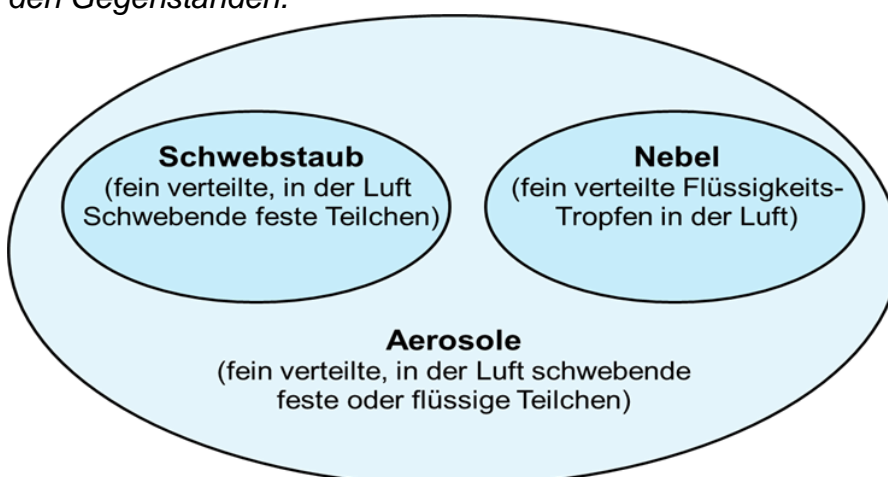 den Gegenständen.
Schwebstaub
(fein verteilte, in der Luft
Schwebende feste Teilchen)
Nebel
(fein verteilte Flüssigkeits-
Tropfen in der Luft)
Aerosole
(fein verteilte, in der Luft schwebende
feste oder flüssige Teilchen)